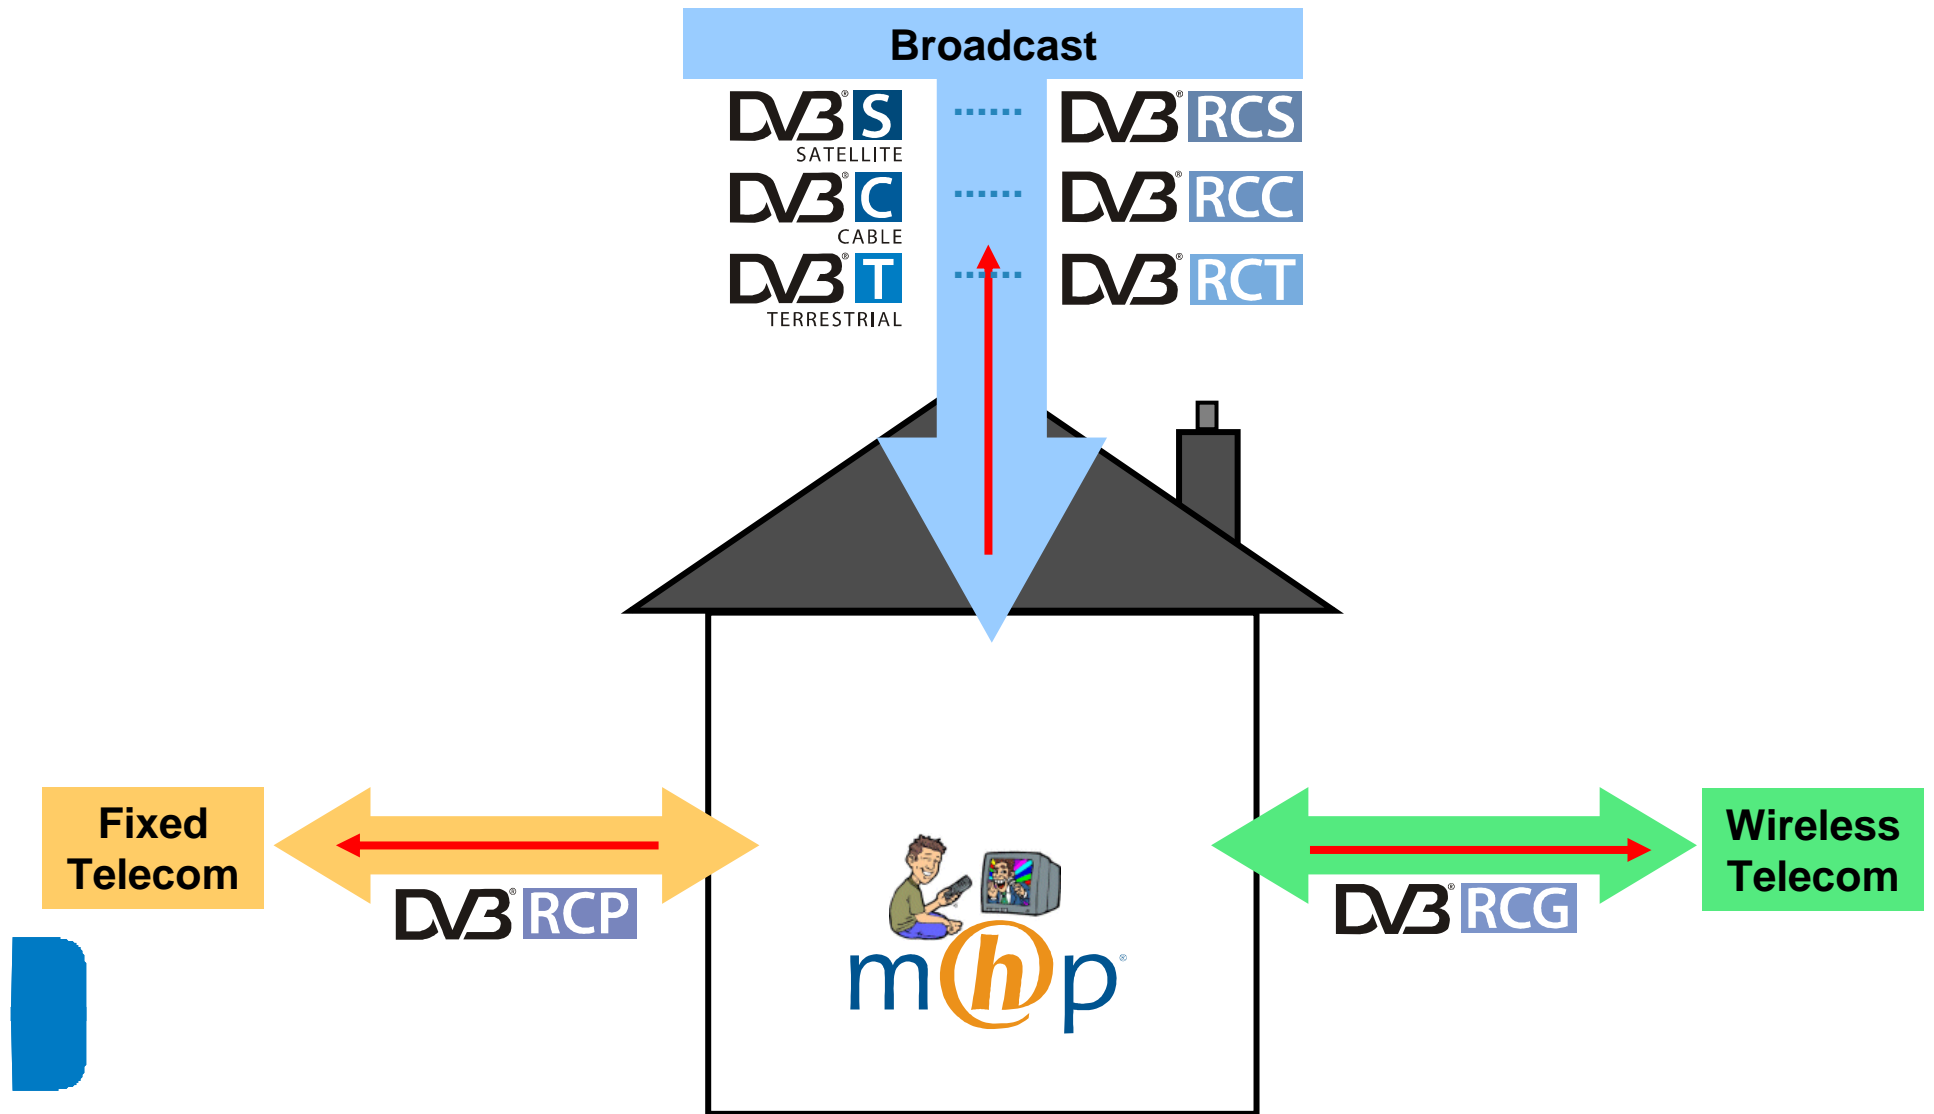 Broadcast
DVB® S
SATELLITE
DVB® RCS
DVB® C
CABLE
DVB® RCC
DVB® T
TERRESTRIAL
DVB® RCT
Fixed
Telecom
DVB® RCP
mhp®
DVB® RCG
Wireless
Telecom